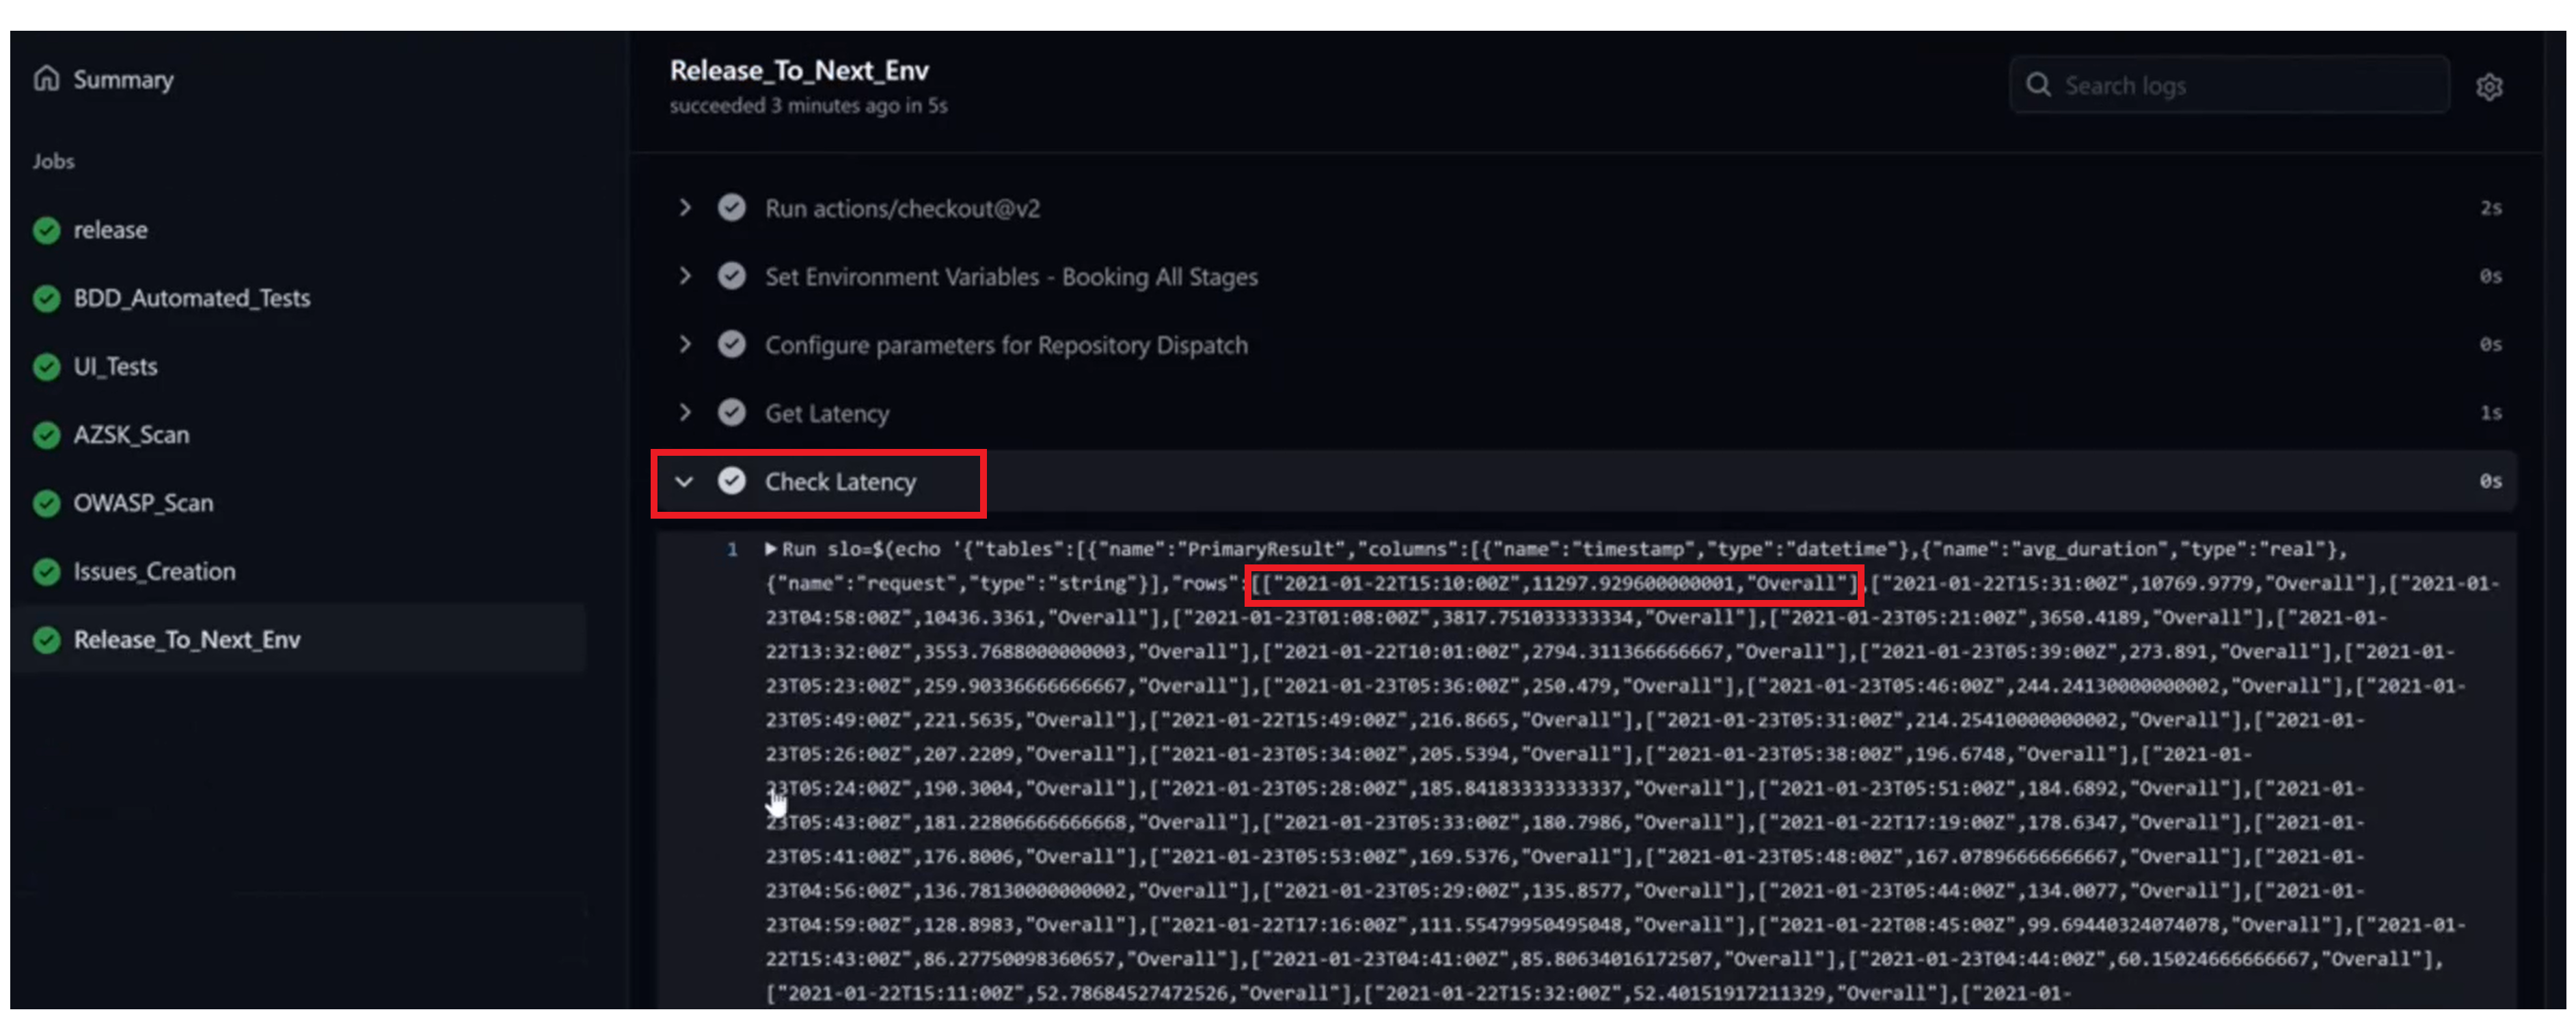 Summary
Jobs
release
BDD_Automated_Tests
UI_Tests
AZSK_Scan
OWASP_Scan
Issues_Creation
Release_To_Next_Env
Release_To_Next_Env
succeeded 3 minutes ago in 5s
Search logs
Run actions/checkout@v2 2s
Set Environment Variables - Booking All Stages 0s
Configure parameters for Repository Dispatch 0s
Get Latency 1s
Check Latency 0s
1 Run slo=$(echo '{"tables":[{"name":"PrimaryResult","columns":[{"name":"timestamp","type":"datetime"},{"name":"avg_duration","type":"real"},
{"name":"request","type":"string"}],"rows":[["2021-01-22T15:10:00Z",11297.929600000001,"Overall"],["2021-01-22T15:31:00Z",10769.9779,"Overall"],["2021-01-
23T04:58:00Z",10436.3361,"Overall"],["2021-01-23T01:08:00Z",3817.751033333334,"Overall"],["2021-01-23T05:21:00Z",3650.4189,"Overall"],["2021-01-
22T13:32:00Z",3553.7688000000003,"Overall"],["2021-01-22T10:01:00Z",2794.311366666667,"Overall"],["2021-01-23T05:39:00Z",273.891,"Overall"],["2021-01-
23T05:23:00Z",259.90336666666667,"Overall"],["2021-01-23T05:36:00Z",250.479,"Overall"],["2021-01-23T05:46:00Z",244.24130000000002,"Overall"],["2021-01-
23T05:49:00Z",221.5635,"Overall"],["2021-01-22T15:49:00Z",216.8665,"Overall"],["2021-01-23T05:31:00Z",214.25410000000002,"Overall"],["2021-01-
23T05:26:00Z",207.2209,"Overall"],["2021-01-23T05:34:00Z",205.5394,"Overall"],["2021-01-23T05:38:00Z",196.6748,"Overall"],["2021-01-
23T05:24:00Z",190.3004,"Overall"],["2021-01-23T05:28:00Z",185.84183333333337,"Overall"],["2021-01-23T05:51:00Z",184.6892,"Overall"],["2021-01-
23T05:43:00Z",181.22806666666668,"Overall"],["2021-01-23T05:33:00Z",180.7986,"Overall"],["2021-01-22T17:19:00Z",178.6347,"Overall"],["2021-01-
23T05:41:00Z",176.8006,"Overall"],["2021-01-23T05:53:00Z",169.5376,"Overall"],["2021-01-23T05:48:00Z",167.07896666666667,"Overall"],["2021-01-
23T04:56:00Z",136.78130000000002,"Overall"],["2021-01-23T05:29:00Z",135.8577,"Overall"],["2021-01-23T05:44:00Z",134.0077,"Overall"],["2021-01-
23T04:59:00Z",128.8983,"Overall"],["2021-01-22T17:16:00Z",111.55479950495048,"Overall"],["2021-01-22T08:45:00Z",99.69440324074078,"Overall"],["2021-01-
22T15:43:00Z",86.27750098360657,"Overall"],["2021-01-23T04:41:00Z",85.80634016172507,"Overall"],["2021-01-23T04:44:00Z",60.15024666666667,"Overall"],
["2021-01-22T15:11:00Z",52.78684527472526,"Overall"],["2021-01-22T15:32:00Z",52.40151917211329,"Overall"],["2021-01-